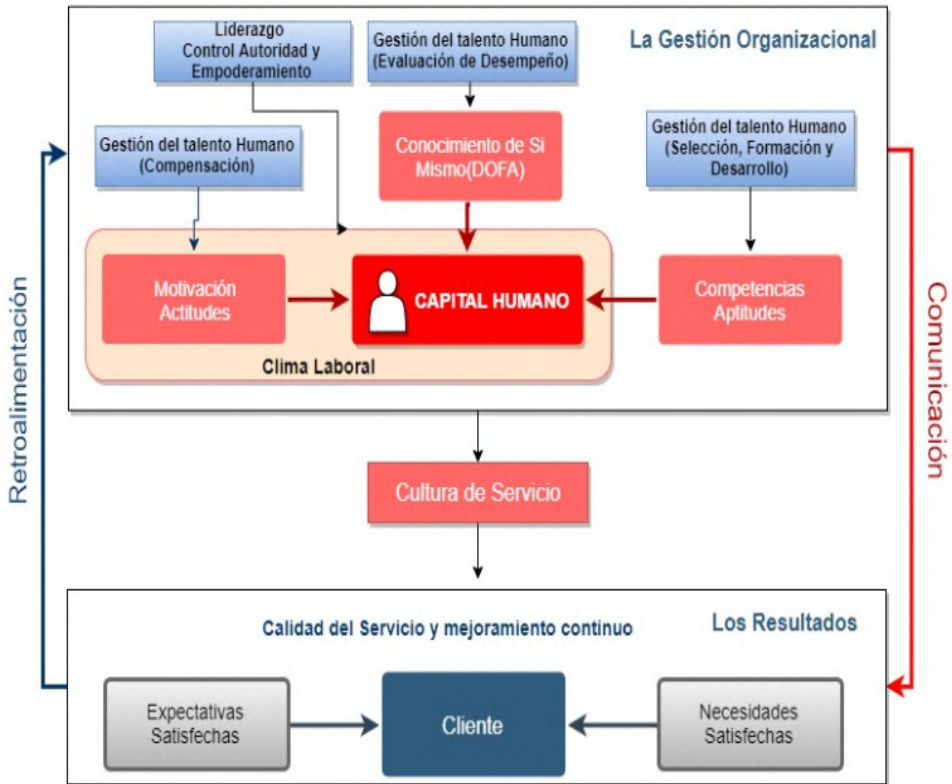 Liderazgo
Control Autoridad y
Empoderamiento
Gestión del talento Humano
(Evaluación de Desempeño)
La Gestión Organizacional
Gestión del talento Humano
(Compensación)
Conocimiento de Si
Mismo(DOFA)
Gestión del talento Humano
(Selección, Formación y
Desarrollo)
Motivación
Actitudes
CAPITAL HUMANO
Competencias
Aptitudes
Clima Laboral
Retroalimentación
Comunicación
Cultura de Servicio
Calidad del Servicio y mejoramiento continuo
Los Resultados
Expectativas
Satisfechas
Cliente
Necesidades
Satisfechas